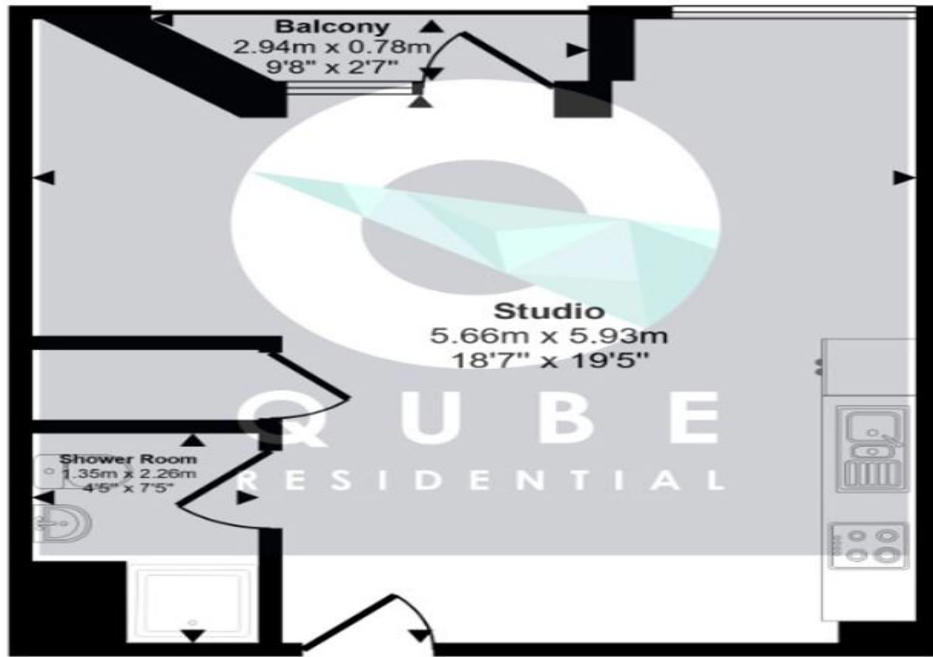 Balcony
2.94m x 0.78m
9'8" x 2'7"
Studio
5.66m x 5.93m
18'7" x 19'5"
QUBE
RESIDENTIAL
Shower Room
1.35m x 2.26m
4'5" x 7'5"